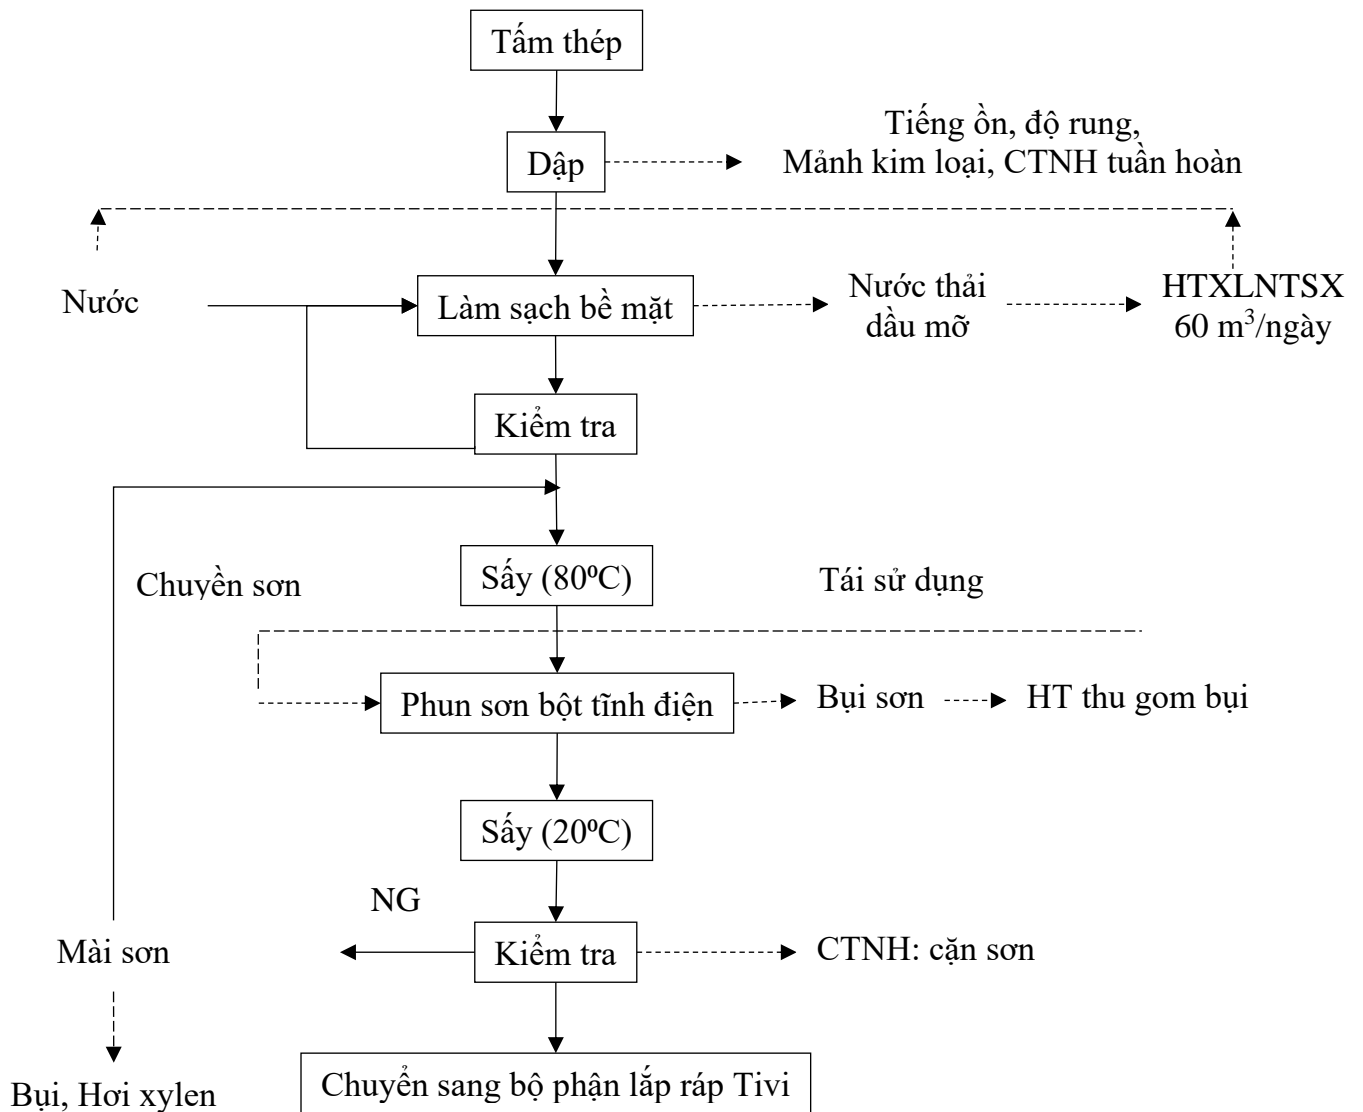 Tấm thép
Tiếng ồn, độ rung,
Dập
Mảnh kim loại, CTNH tuần hoàn
Nước
Làm sạch bề mặt
Nước thải
dầu mỡ
HTXLNTSX
60 m³/ngày
Kiểm tra
Chuyền sơn
Sấy (80⁰C)
Tái sử dụng
Phun sơn bột tĩnh điện
Bụi sơn
HT thu gom bụi
Sấy (20⁰C)
NG
Mài sơn
Kiểm tra
CTNH: cặn sơn
Bụi, Hơi xylen
Chuyển sang bộ phận lắp ráp Tivi